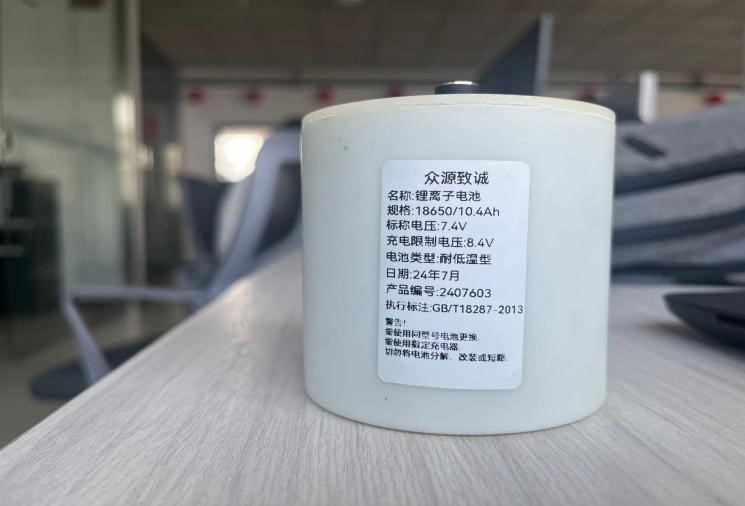 众源致诚
名称:锂离子电池
规格:18650/10.4Ah
标称电压:7.4V
充电限制电压:8.4V
电池类型:耐低温型
日期:24年7月
产品编号:2407603
执行标注:GB/T18287-2013
警告!
需使用同型号电池更换.
需使用指定充电器.
切勿将电池分解、改装或短路.